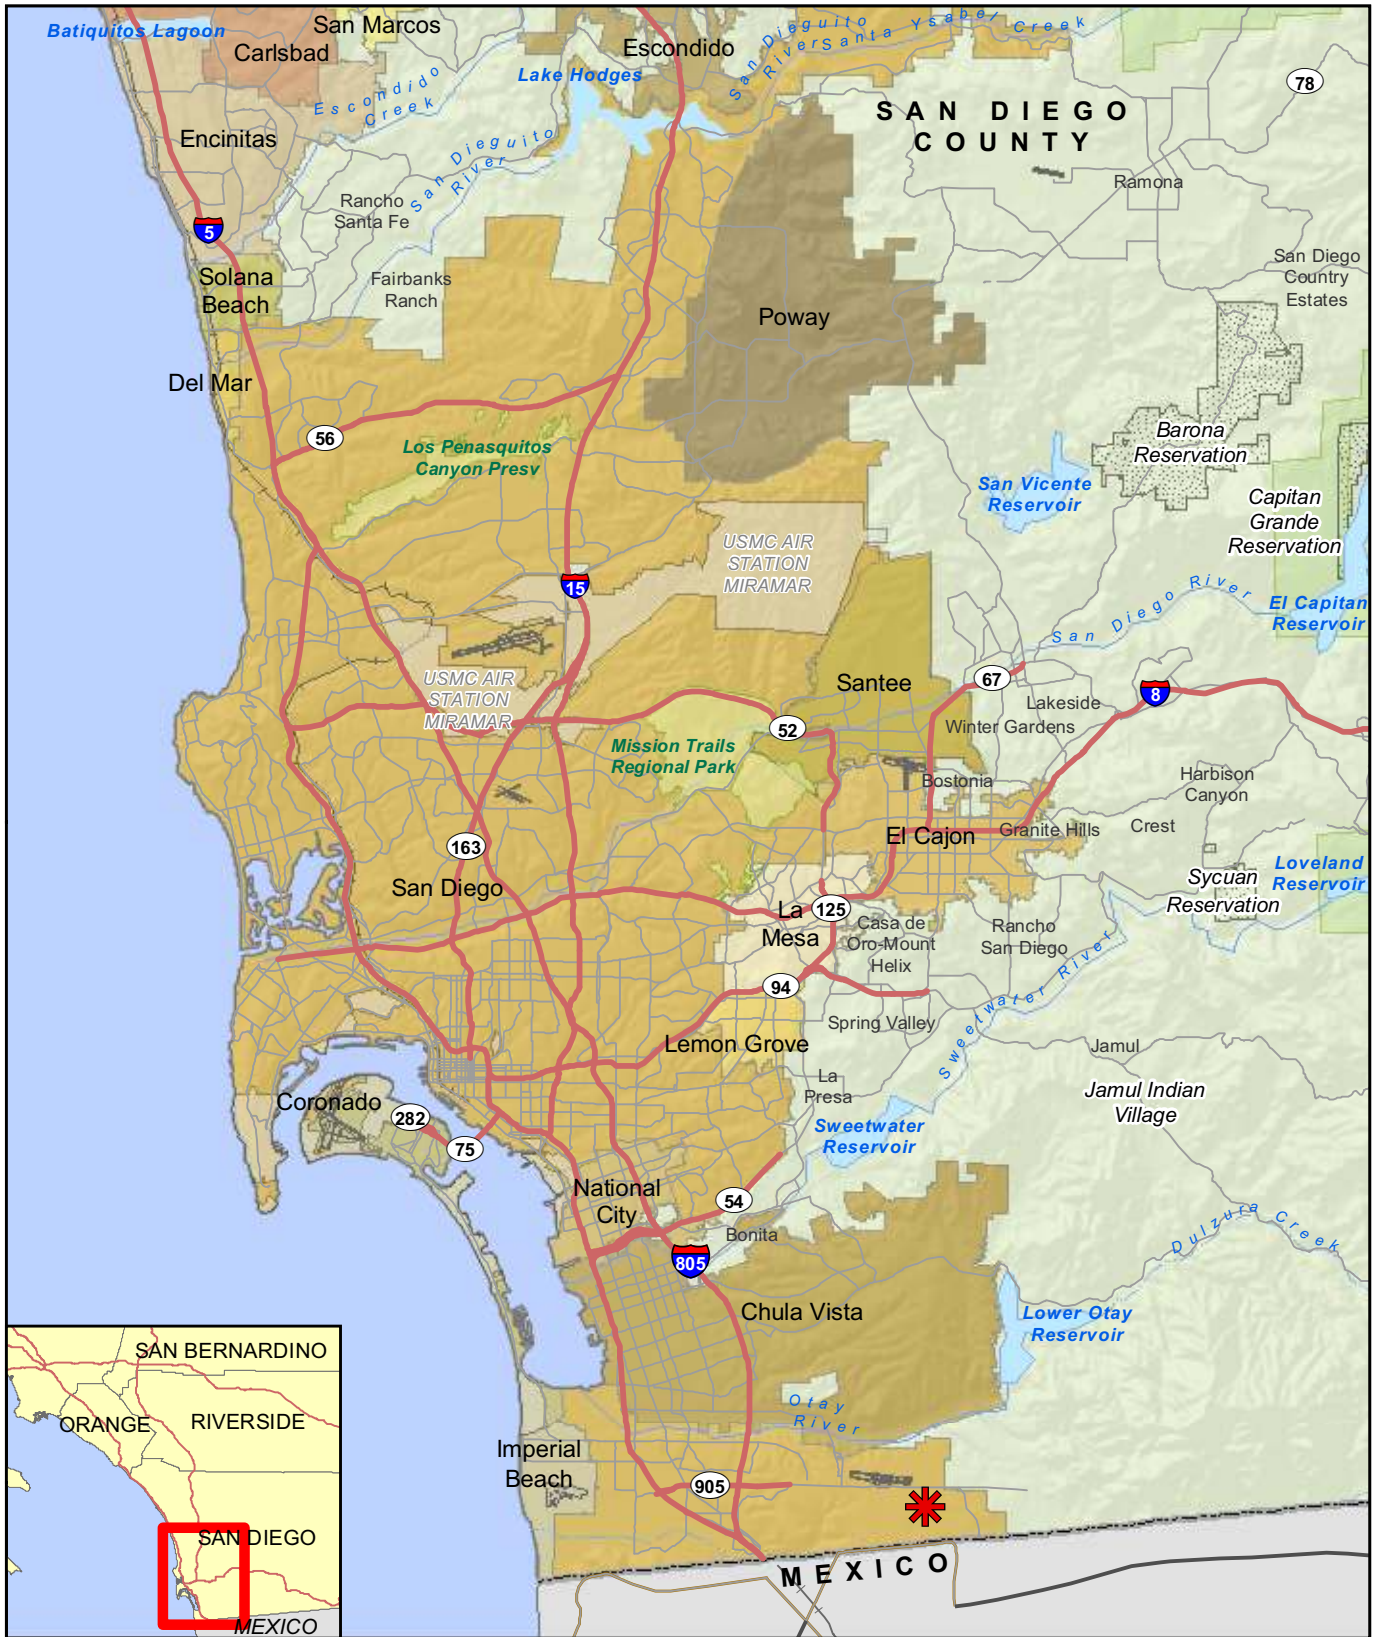 Batiquitos Lagoon
San Marcos
Carlsbad
Escondido
San Dieguito
River
Santa Ysabel Creek
Lake Hodges
Escondido
Creek
78
SAN DIEGO
COUNTY
Encinitas
San Dieguito
River
Ramona
Rancho
Santa Fe
5
San Diego
Country
Estates
Solana
Beach
Fairbanks
Ranch
Poway
Del Mar
56
Los Penasquitos
Canyon Presv
Barona
Reservation
San Vicente
Reservoir
Capitan
Grande
Reservation
USMC AIR
STATION
MIRAMAR
15
San Diego River
El Capitan
Reservoir
USMC AIR
STATION
MIRAMAR
Santee
67
8
Lakeside
Winter Gardens
52
Mission Trails
Regional Park
Bostonia
Harbison
Canyon
163
El Cajon
Granite Hills
Crest
San Diego
Loveland
Reservoir
Sycuan
Reservation
La
Mesa
125
Casa de
Oro-Mount
Helix
Rancho
San Diego
94
Sweetwater River
Spring Valley
Lemon Grove
Jamul
La
Presa
Jamul Indian
Village
Coronado
282
75
Sweetwater
Reservoir
National
City
54
Bonita
Dulzura Creek
805
Chula Vista
Lower Otay
Reservoir
Otay
River
Imperial
Beach
905
MEXICO
SAN BERNARDINO
ORANGE
RIVERSIDE
SAN DIEGO
MEXICO